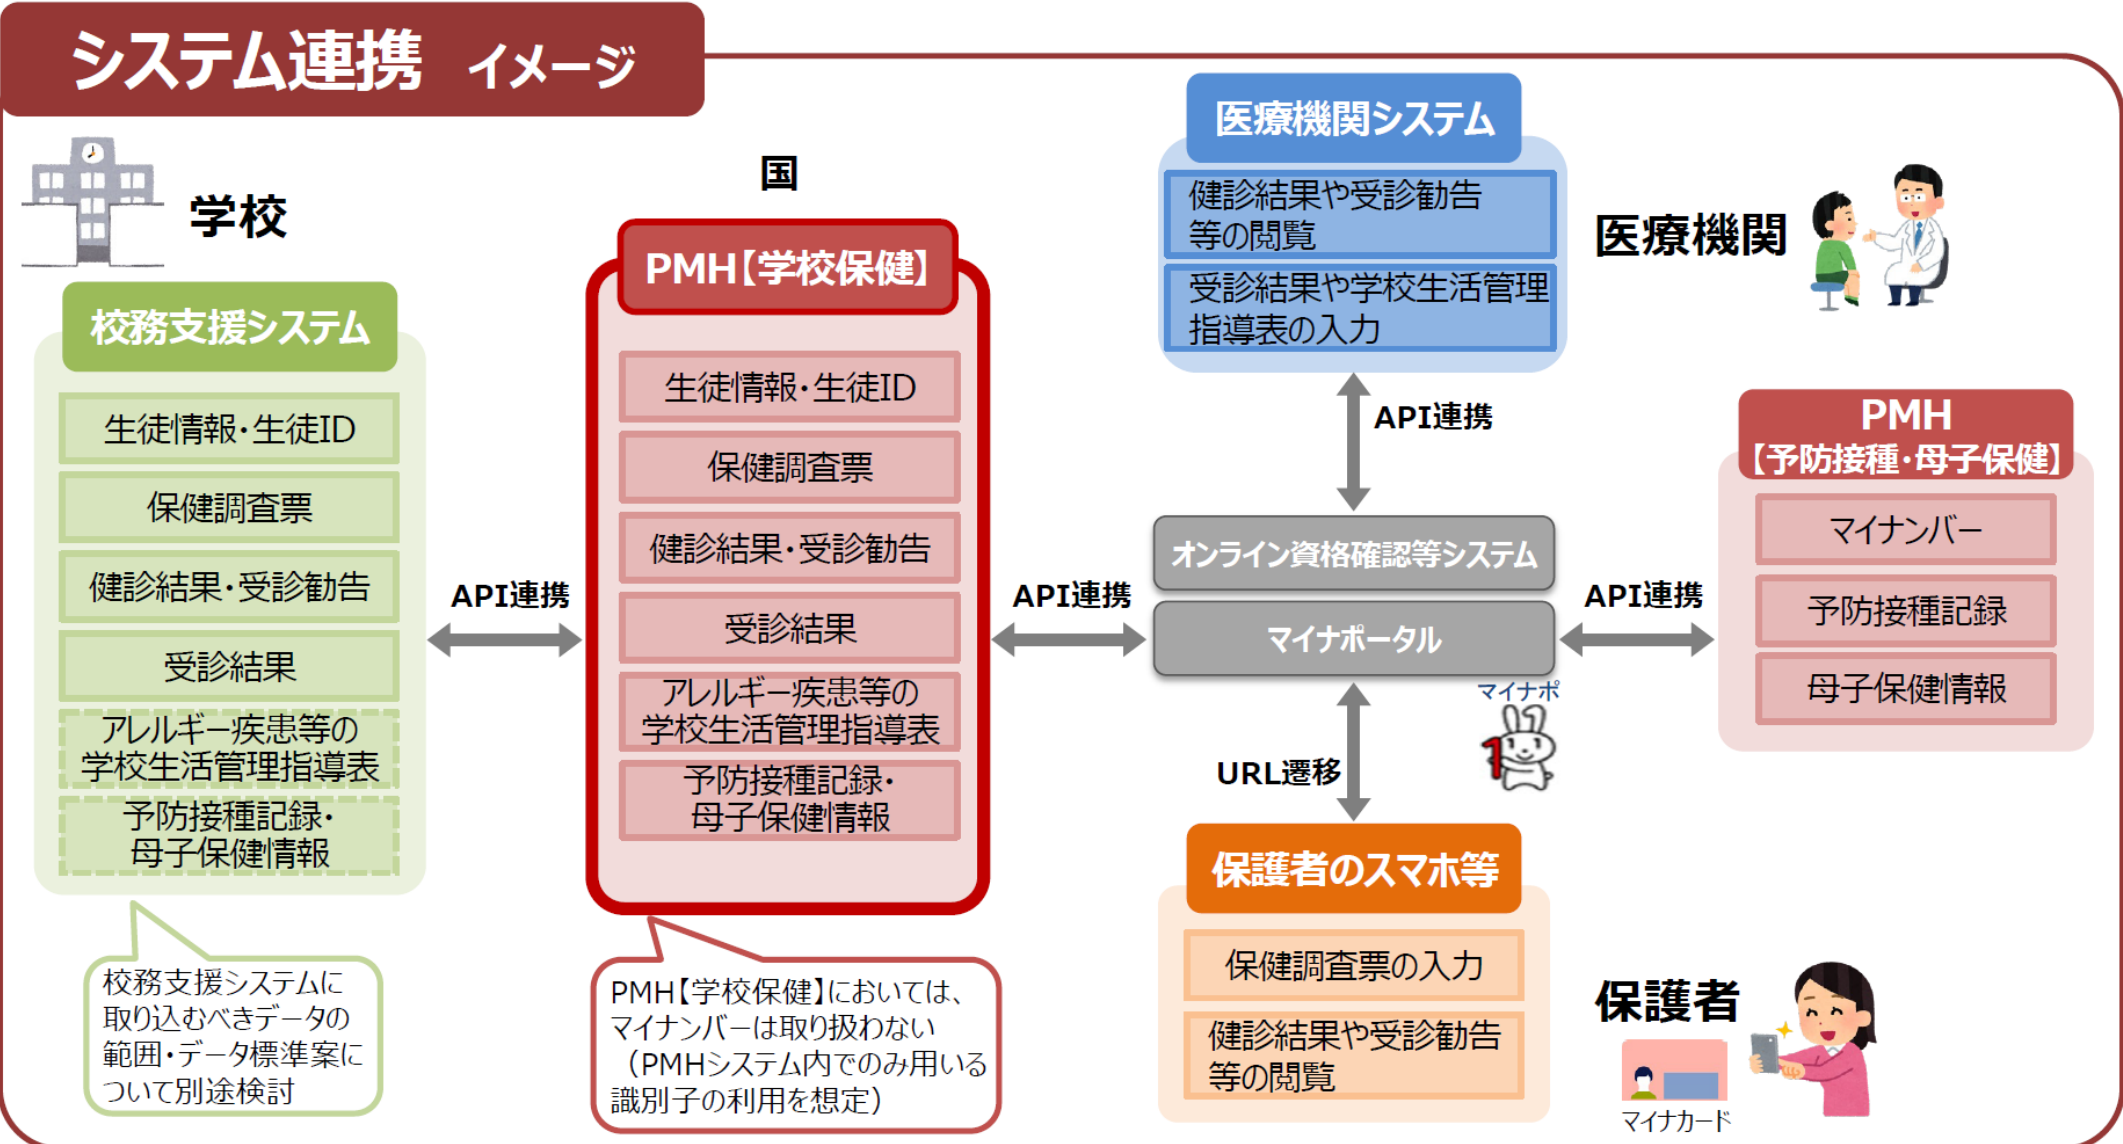 システム連携 イメージ
学校
校務支援システム
生徒情報・生徒ID
保健調査票
健診結果・受診勧告
受診結果
アレルギー疾患等の
学校生活管理指導表
予防接種記録・
母子保健情報
校務支援システムに
取り込むべきデータの
範囲・データ標準案に
ついて別途検討
API連携
国
PMH【学校保健】
生徒情報・生徒ID
保健調査票
健診結果・受診勧告
受診結果
アレルギー疾患等の
学校生活管理指導表
予防接種記録・
母子保健情報
PMH【学校保健】においては、
マイナンバーは取り扱わない
（PMHシステム内でのみ用いる
識別子の利用を想定）
API連携
医療機関システム
健診結果や受診勧告
等の閲覧
受診結果や学校生活管理
指導表の入力
医療機関
API連携
オンライン資格確認等システム
マイナポータル
マイナポ
1
URL遷移
API連携
PMH
【予防接種・母子保健】
マイナンバー
予防接種記録
母子保健情報
保護者のスマホ等
保健調査票の入力
健診結果や受診勧告
等の閲覧
保護者
マイナカード